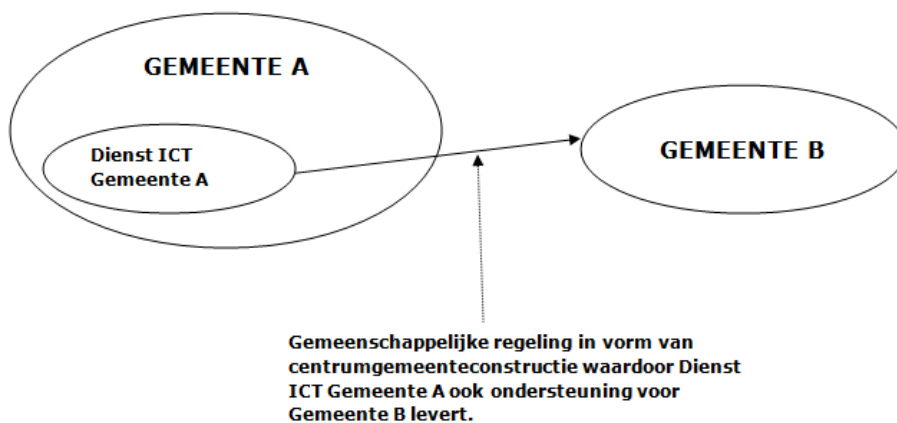 GEMEENTE A
Dienst ICT
Gemeente A
GEMEENTE B
Gemeenschappelijke regeling in vorm van
centrumgemeenteconstructie waardoor Dienst
ICT Gemeente A ook ondersteuning voor
Gemeente B levert.